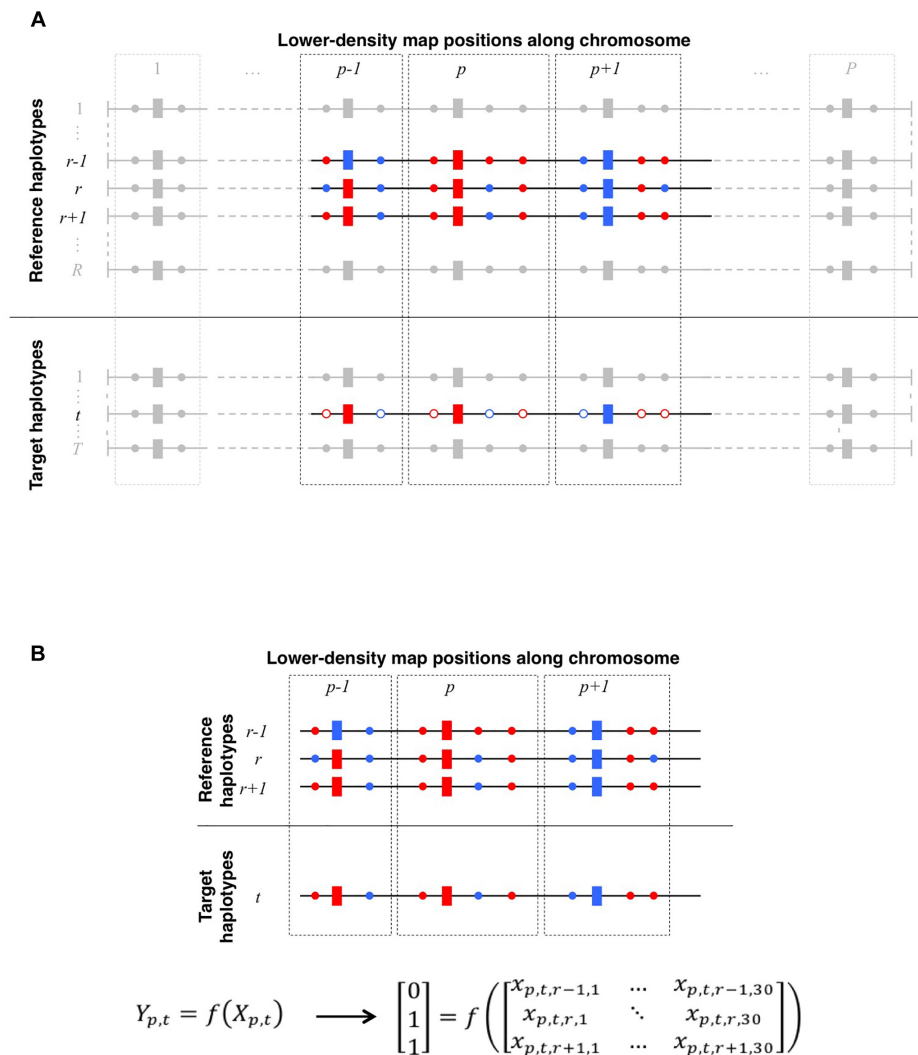 A
Lower-density map positions along chromosome
1 ... p-1 p p+1 ... P
Reference haplotypes
1
⋮
r-1
r
r+1
⋮
R
Target haplotypes
1
⋮
t
⋮
T
B
Lower-density map positions along chromosome
p-1 p p+1
Reference haplotypes
r-1
r
r+1
Target haplotypes
t
Y_{p,t} = f(X_{p,t}) ⟶ [0 1 1] = f([x_{p,t,r-1,1} ... x_{p,t,r-1,30}
x_{p,t,r,1} ⋱ x_{p,t,r,30}
x_{p,t,r+1,1} ... x_{p,t,r+1,30}])